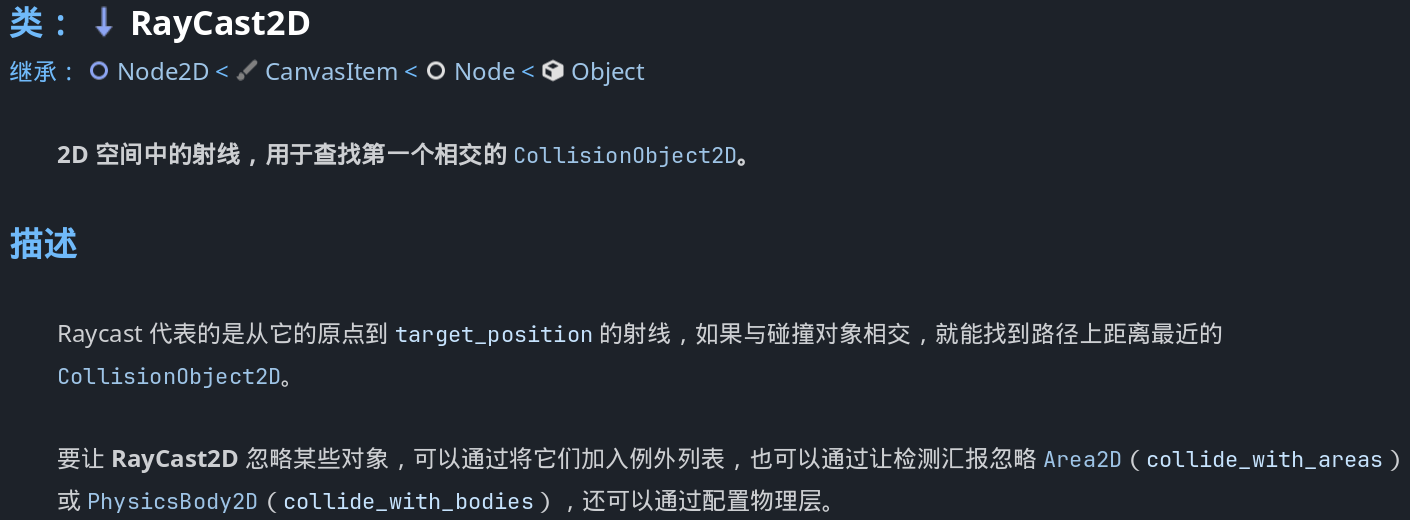 类： RayCast2D
继承： Node2D < CanvasItem < Node < Object
2D 空间中的射线，用于查找第一个相交的 CollisionObject2D。
描述
Raycast 代表的是从它的原点到 target_position 的射线，如果与碰撞对象相交，就能找到路径上距离最近的
CollisionObject2D。
要让 RayCast2D 忽略某些对象，可以通过将它们加入例外列表，也可以通过让检测汇报忽略 Area2D（collide_with_areas）
或 PhysicsBody2D（collide_with_bodies），还可以通过配置物理层。